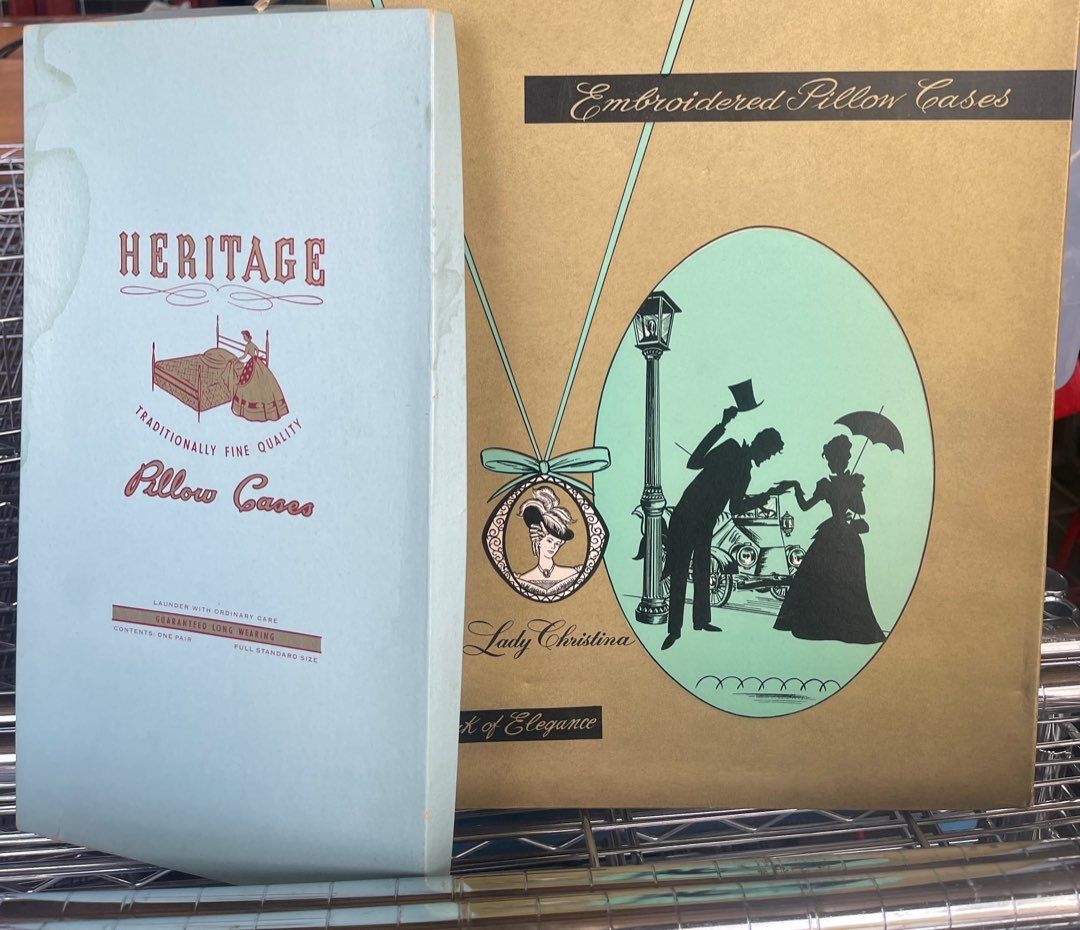 HERITAGE
TRADITIONALLY FINE QUALITY
Pillow Cases
LAUNDER WITH ORDINARY CARE
GUARANTEED LONG WEARING
CONTENTS: ONE PAIR
FULL STANDARD SIZE
Embroidered Pillow Cases
Lady Christina
of Elegance